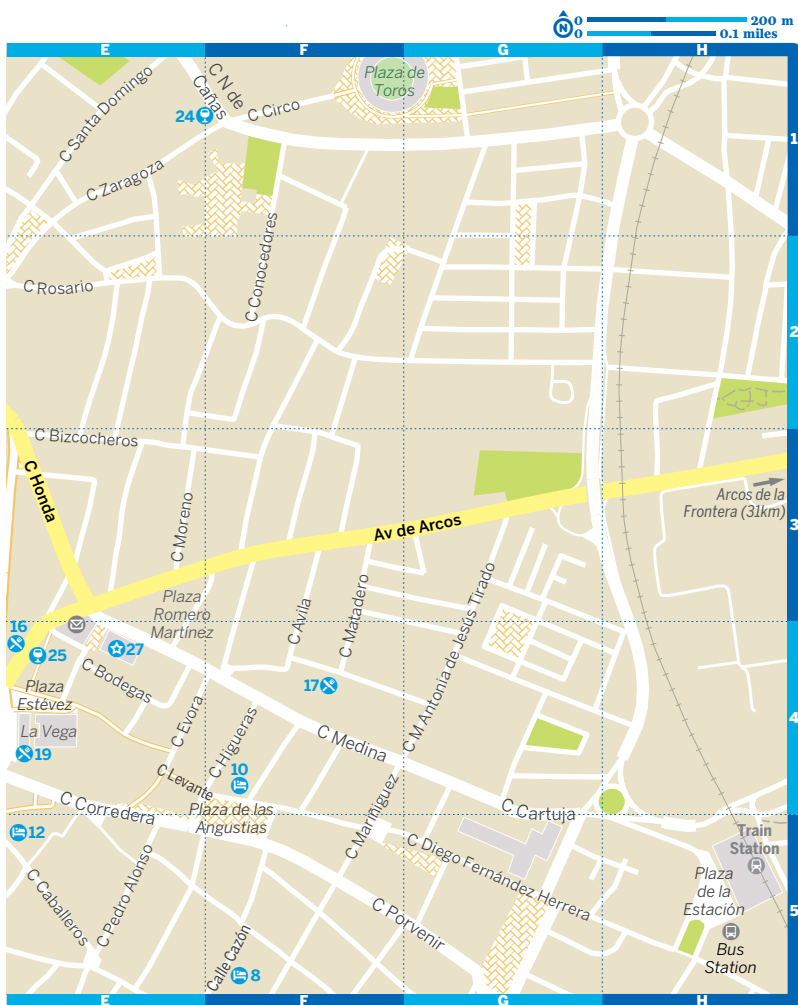 0 200 m
N
0 0.1 miles
E F G H
Plaza de
Toros
C N de
Cañas
24
C Circo
C Santa Domingo
1
C Zaragoza
C Conocedores
C Rosario
2
C Bizcocheros
C Honda
Arcos de la
Frontera (31km)
Av de Arcos
3
C Moreno
Plaza
Romero
Martínez
C Avila
C Matadero
C M Antonia de Jesús Tirado
16
25
27
C Bodegas
17
Plaza
Estévez
La Vega
19
C Evora
C Higueras
C Medina
4
10
C Levante
C Corredera
Plaza de las
Angustias
C Mariñiguez
C Cartuja
12
Train
Station
C Diego Fernández Herrera
C Caballeros
C Pedro Alonso
Plaza
de la
Estación
5
C Porvenir
Calle Cazón
8
Bus
Station
E F G H